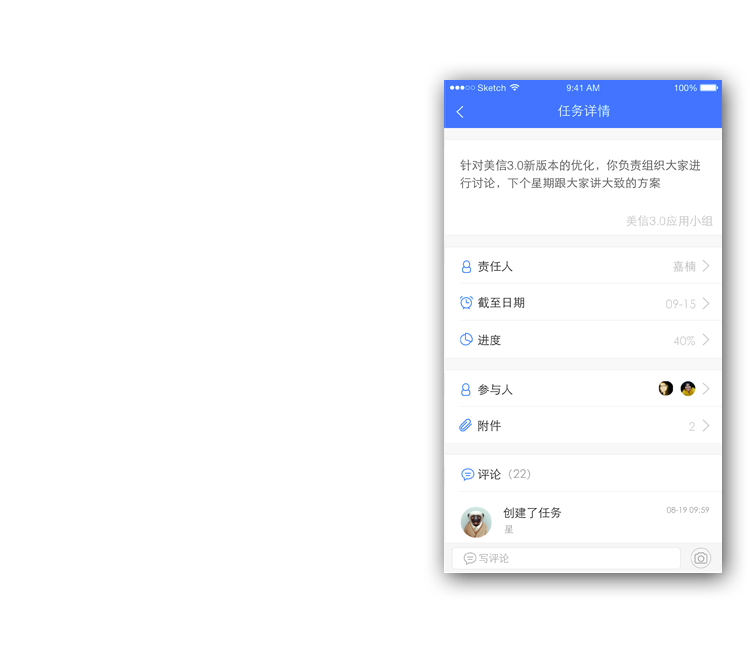 Sketch 9:41 AM 100%
任务详情
针对美信3.0新版本的优化，你负责组织大家进
行讨论，下个星期跟大家讲大致的方案
美信3.0应用小组
责任人 嘉楠
截至日期 09-15
进度 40%
参与人
附件 2
评论（22）
创建了任务 08-19 09:59
星
写评论